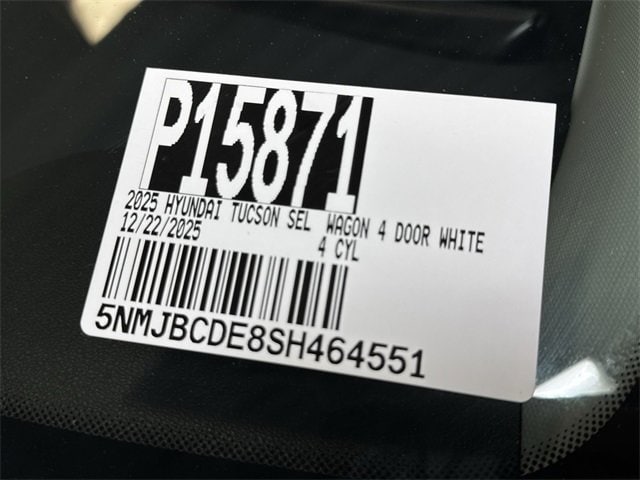 P15871
2025 HYUNDAI TUCSON SEL WAGON 4 DOOR WHITE
12/22/2025 4 CYL
5NMJBCDE8SH464551